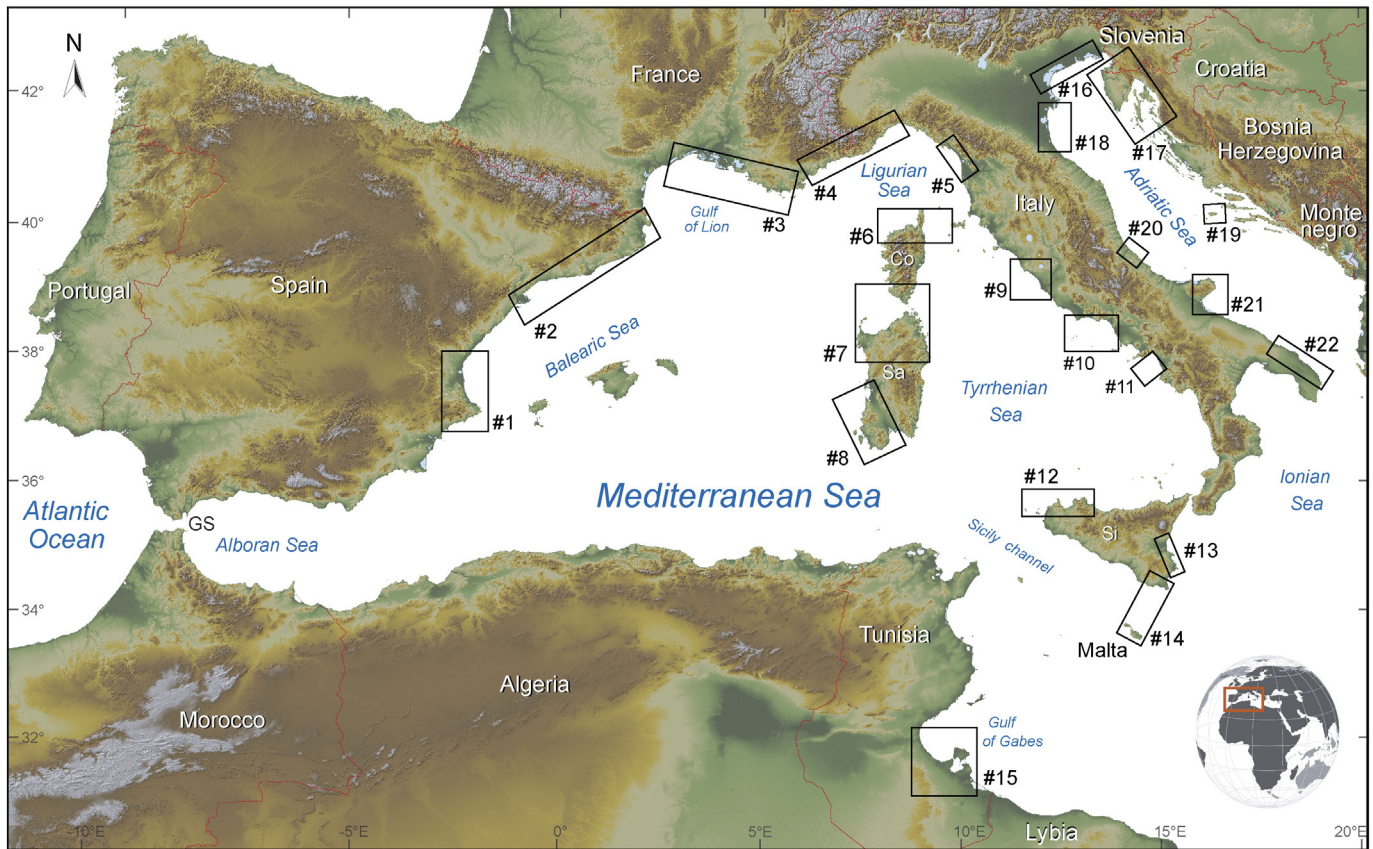 N
Slovenia
France
Croatia
42°
#16
#18
Bosnia
Herzegovina
#17
#4
Ligurian
Sea
#5
Adriatic Sea
Italy
Gulf
of Lion
#3
40°
#6
#20
#19
Monte
negro
Portugal
Spain
Co
#9
#21
#2
Balearic Sea
38°
#7
#10
#22
Sa
#11
Tyrrhenian
Sea
#1
#8
36°
#12
Ionian
Sea
Mediterranean Sea
Atlantic
Ocean
GS
Alboran Sea
Sicily channel
Si
#13
34°
Tunisia
#14
Malta
Algeria
Morocco
32°
Gulf
of Gabes
#15
-10°E
-5°E
0°
5°E
10°E
15°E
20°E
Lybia